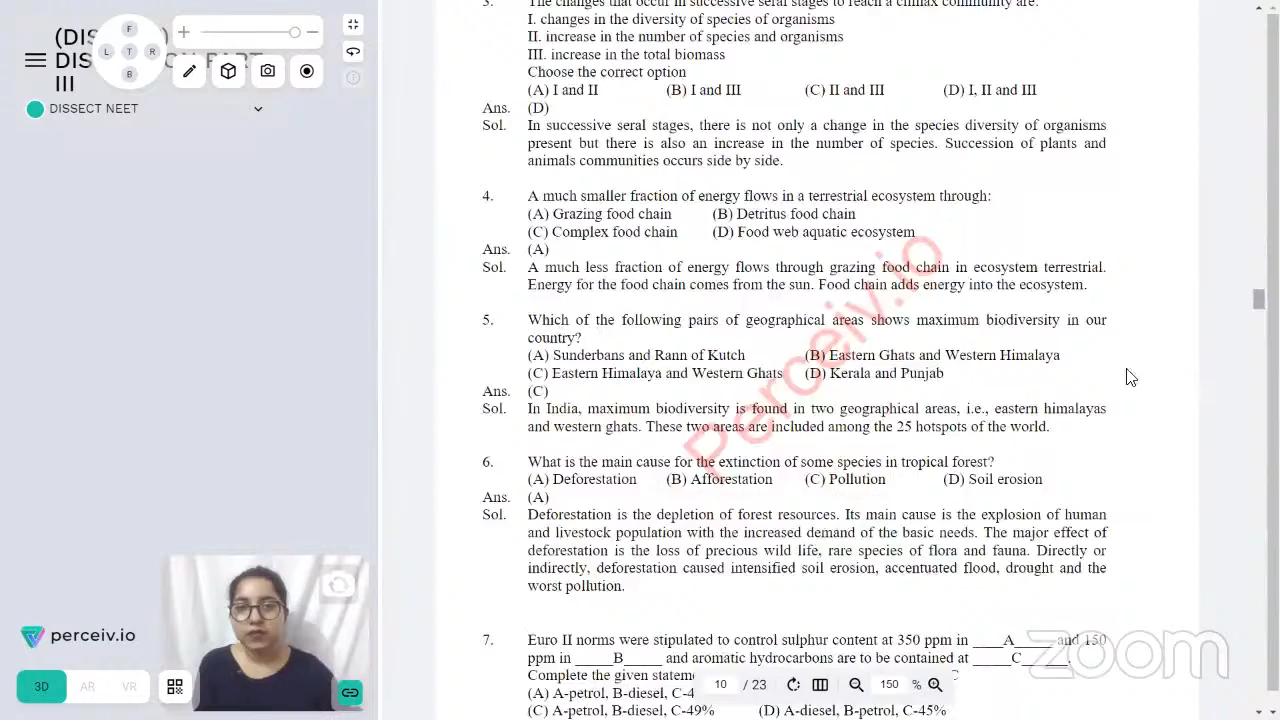 (DIS
DIS
III
DISSECT NEET
F
L T R
B
3. The changes that occur in successive seral stages to reach a climax community are:
I. changes in the diversity of species of organisms
II. increase in the number of species and organisms
III. increase in the total biomass
Choose the correct option
(A) I and II (B) I and III (C) II and III (D) I, II and III
Ans. (D)
Sol. In successive seral stages, there is not only a change in the species diversity of organisms
present but there is also an increase in the number of species. Succession of plants and
animals communities occurs side by side.
4. A much smaller fraction of energy flows in a terrestrial ecosystem through:
(A) Grazing food chain (B) Detritus food chain
(C) Complex food chain (D) Food web aquatic ecosystem
Ans. (A)
Sol. A much less fraction of energy flows through grazing food chain in ecosystem terrestrial.
Energy for the food chain comes from the sun. Food chain adds energy into the ecosystem.
5. Which of the following pairs of geographical areas shows maximum biodiversity in our
country?
(A) Sunderbans and Rann of Kutch (B) Eastern Ghats and Western Himalaya
(C) Eastern Himalaya and Western Ghats (D) Kerala and Punjab
Ans. (C)
Sol. In India, maximum biodiversity is found in two geographical areas, i.e., eastern himalayas
and western ghats. These two areas are included among the 25 hotspots of the world.
6. What is the main cause for the extinction of some species in tropical forest?
(A) Deforestation (B) Afforestation (C) Pollution (D) Soil erosion
Ans. (A)
Sol. Deforestation is the depletion of forest resources. Its main cause is the explosion of human
and livestock population with the increased demand of the basic needs. The major effect of
deforestation is the loss of precious wild life, rare species of flora and fauna. Directly or
indirectly, deforestation caused intensified soil erosion, accentuated flood, drought and the
worst pollution.
7. Euro II norms were stipulated to control sulphur content at 350 ppm in ____A____ and 150
ppm in _____B_____ and aromatic hydrocarbons are to be contained at _____C_____.
Complete the given
(A) A-petrol, B-diesel,
(C) A-petrol, B-diesel, C-49% (D) A-diesel, B-petrol, C-45%
Perceiv.io
perceiv.io
3D AR VR
10 / 23 150 %
zoom